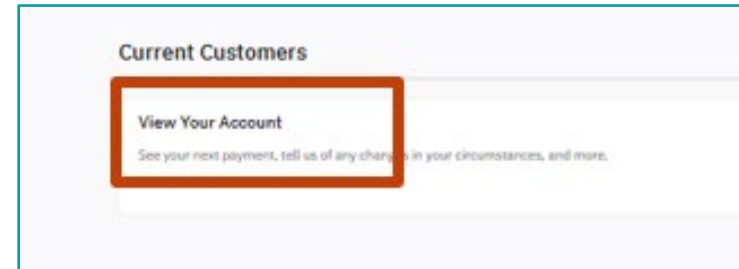 Current Customers
View Your Account
See your next payment, tell us of any changes in your circumstances, and more.